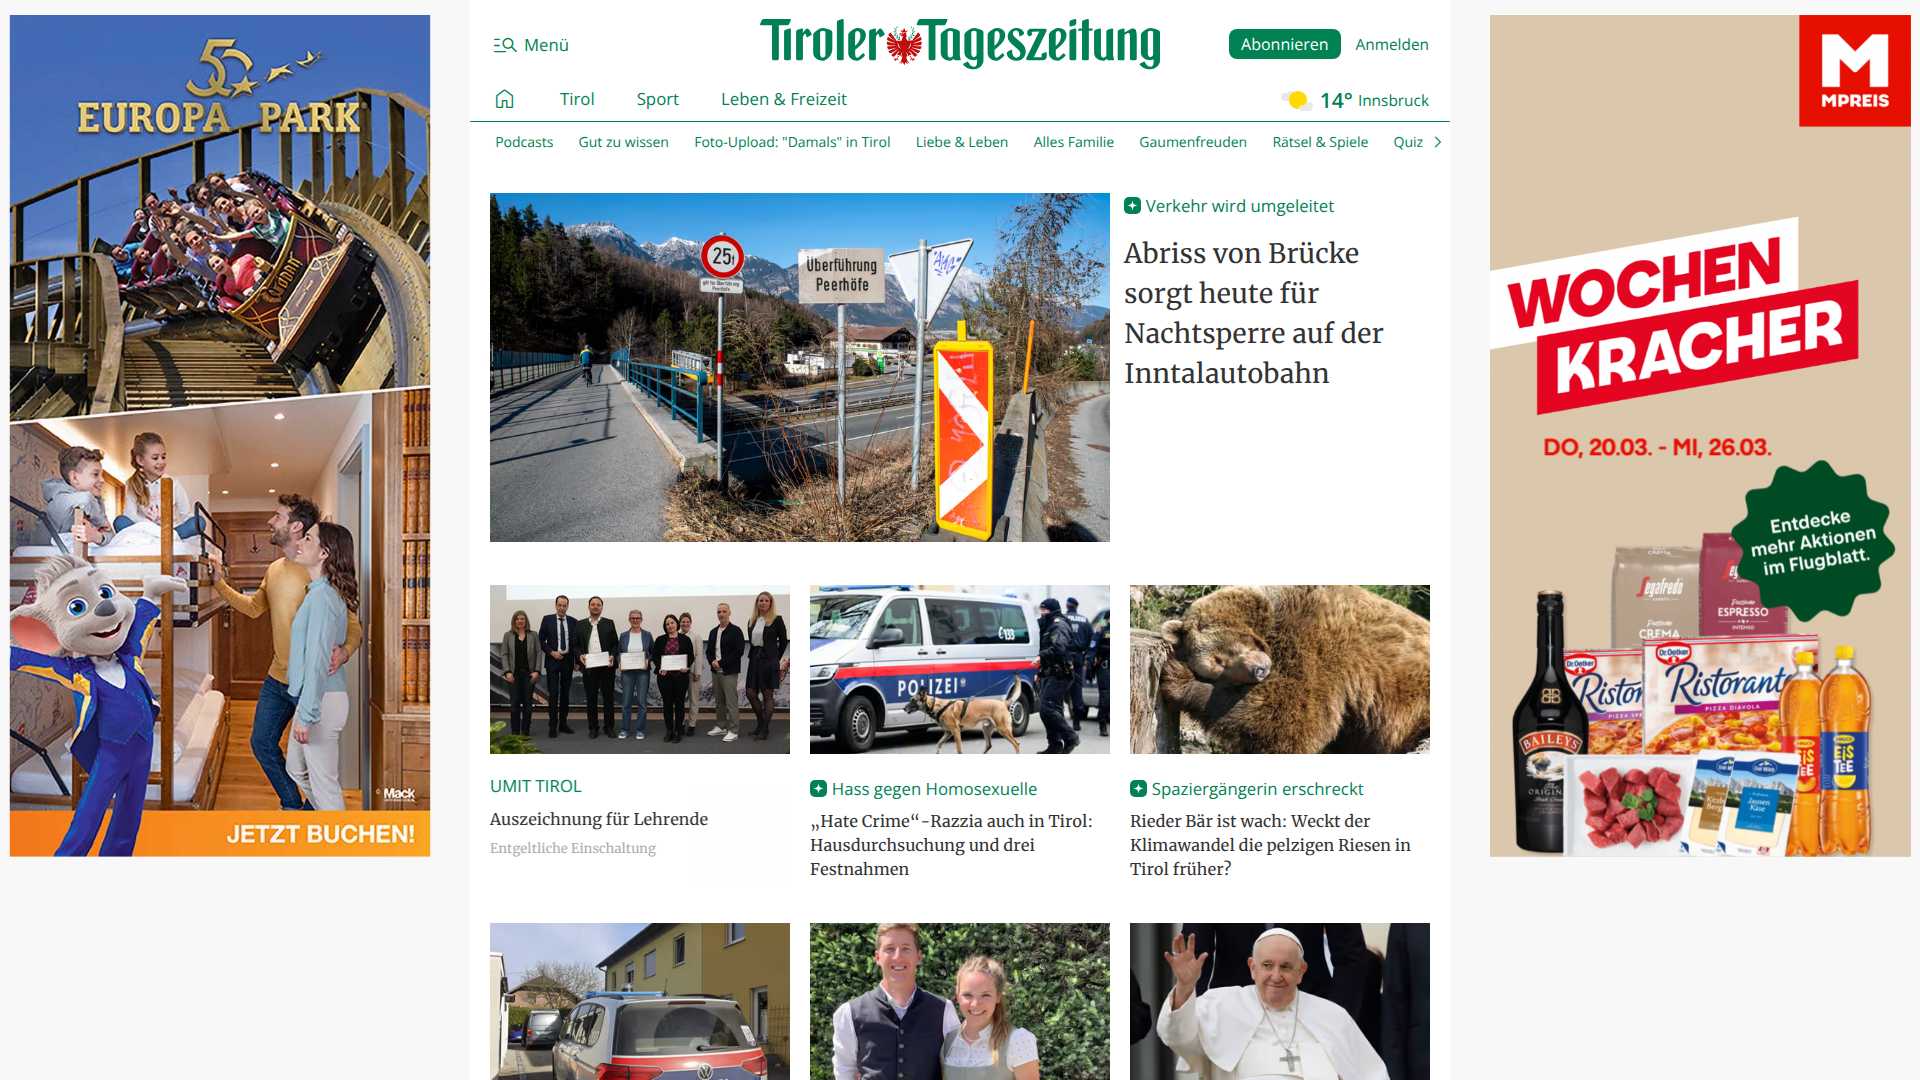 50
EUROPA PARK
© Mack
JETZT BUCHEN!
Menü
Tiroler Tageszeitung
Abonnieren
Anmelden
Tirol
Sport
Leben & Freizeit
14° Innsbruck
Podcasts
Gut zu wissen
Foto-Upload: "Damals" in Tirol
Liebe & Leben
Alles Familie
Gaumenfreuden
Rätsel & Spiele
Quiz
25t
Überführung
Peerhöfe
Verkehr wird umgeleitet
Abriss von Brücke
sorgt heute für
Nachtsperre auf der
Inntalautobahn
133
POLIZEI
UMIT TIROL
Auszeichnung für Lehrende
Entgeltliche Einschaltung
Hass gegen Homosexuelle
„Hate Crime“-Razzia auch in Tirol:
Hausdurchsuchung und drei
Festnahmen
Spaziergängerin erschreckt
Rieder Bär ist wach: Weckt der
Klimawandel die pelzigen Riesen in
Tirol früher?
M
MPREIS
WOCHEN
KRACHER
DO, 20.03. - MI, 26.03.
Entdecke
mehr Aktionen
im Flugblatt.
Segafredo
CREMA
ESPRESSO
Dr. Oetker
Dr. Oetker
Ristorante
PIZZA DIAVOLA
BAILEYS
EIS
TEE